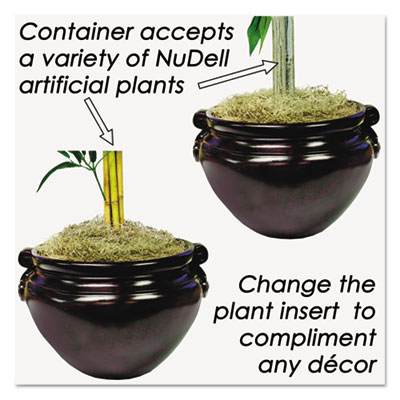 Container accepts
a variety of NuDell
artificial plants
Change the
plant insert to
compliment
any décor